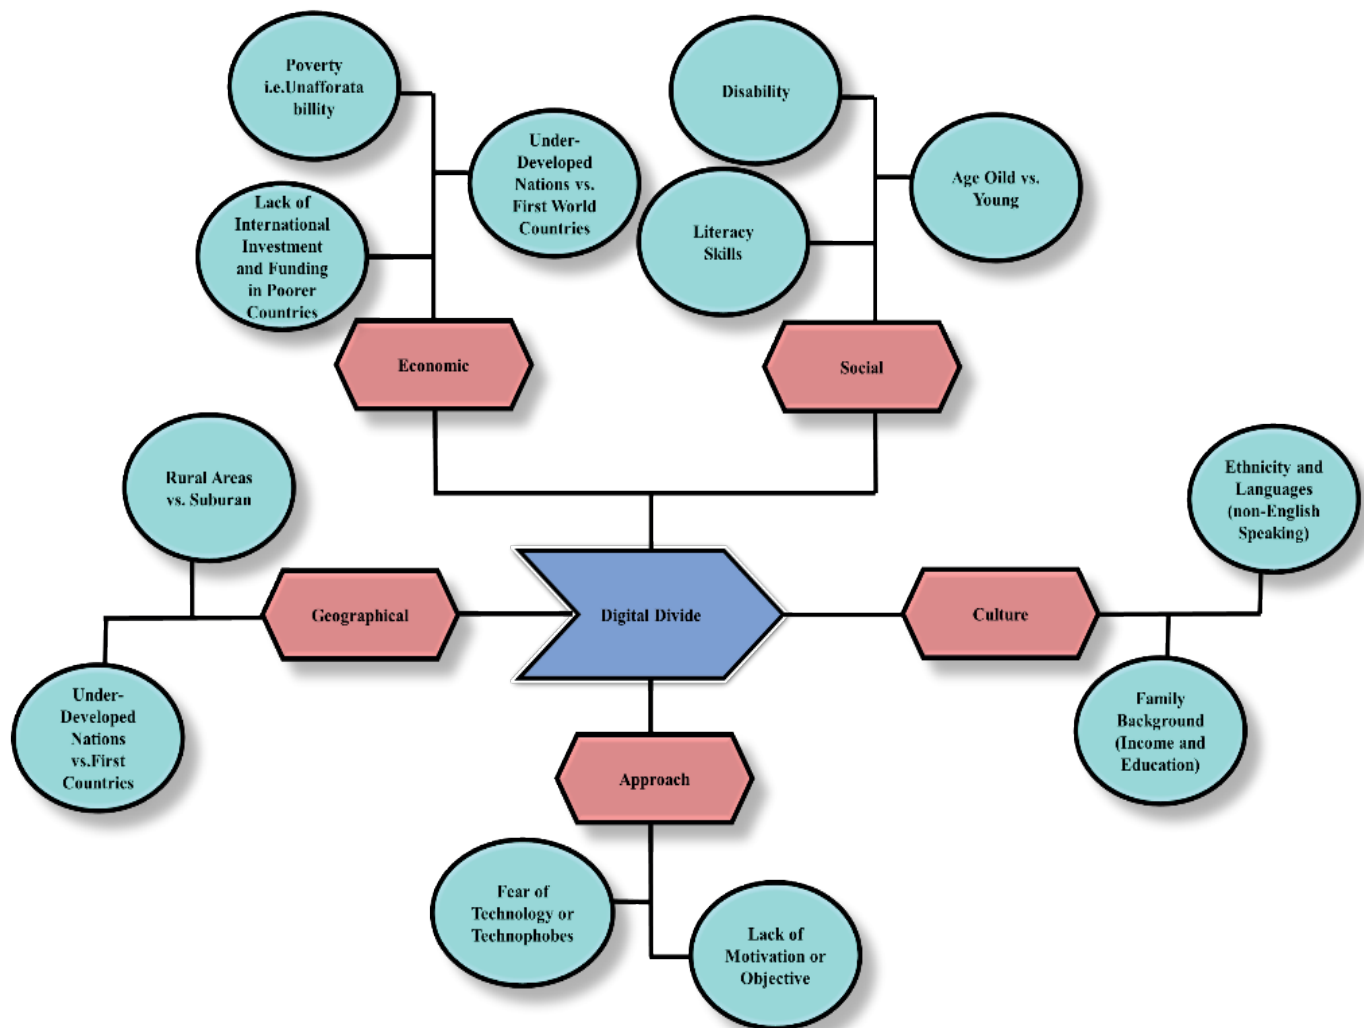 Poverty
i.e.Unafforata
billity
Under-
Developed
Nations vs.
First World
Countries
Lack of
International
Investment
and Funding
in Poorer
Countries
Economic
Disability
Age Oild vs.
Young
Literacy
Skills
Social
Rural Areas
vs. Suburan
Geographical
Under-
Developed
Nations
vs.First
Countries
Digital Divide
Culture
Ethnicity and
Languages
(non-English
Speaking)
Family
Background
(Income and
Education)
Approach
Fear of
Technology or
Technophobes
Lack of
Motivation or
Objective